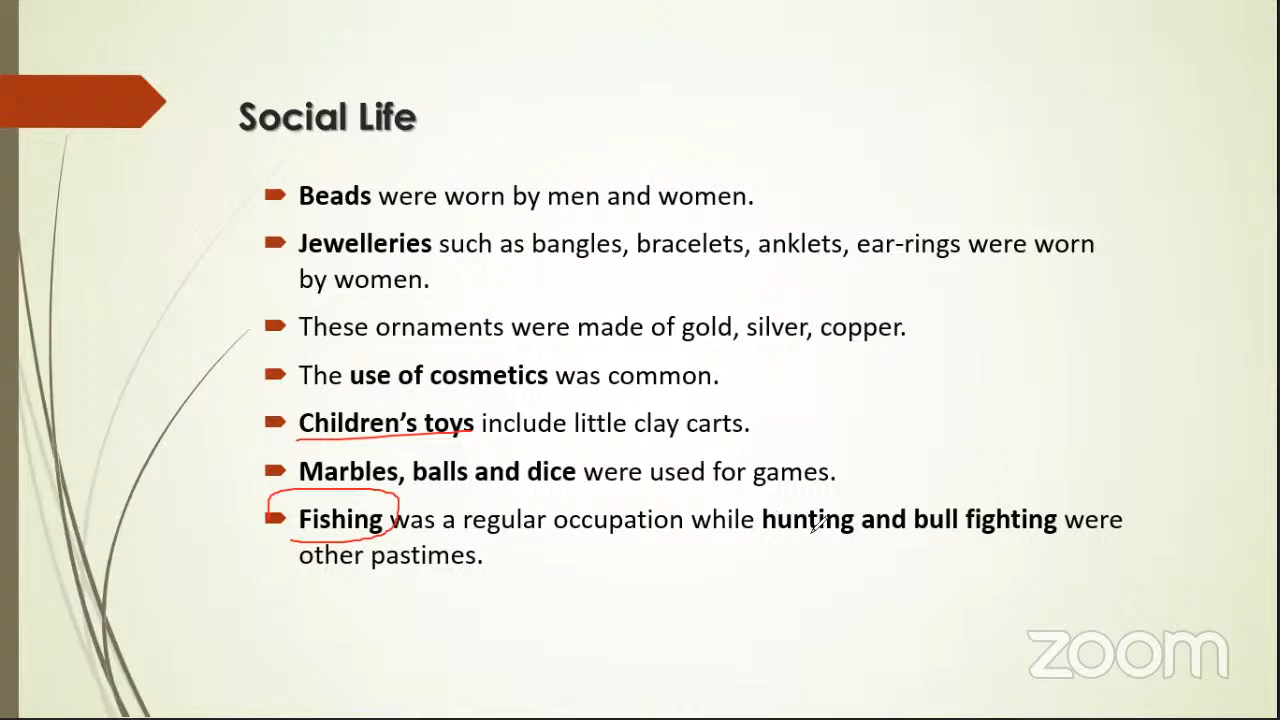 Social Life
Beads were worn by men and women.
Jewelleries such as bangles, bracelets, anklets, ear-rings were worn
by women.
These ornaments were made of gold, silver, copper.
The use of cosmetics was common.
Children’s toys include little clay carts.
Marbles, balls and dice were used for games.
Fishing was a regular occupation while hunting and bull fighting were
other pastimes.
zoom